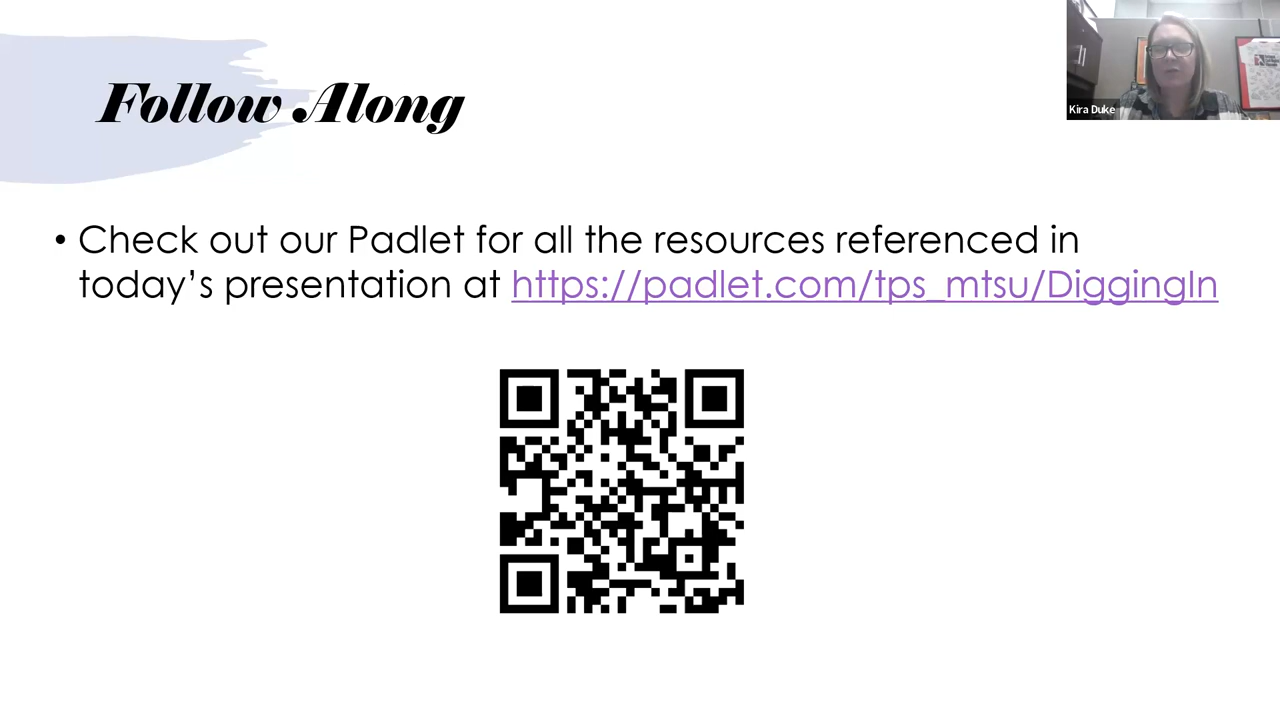 Follow Along
Kira Duke
• Check out our Padlet for all the resources referenced in
today's presentation at https://padlet.com/tps_mtsu/DiggingIn